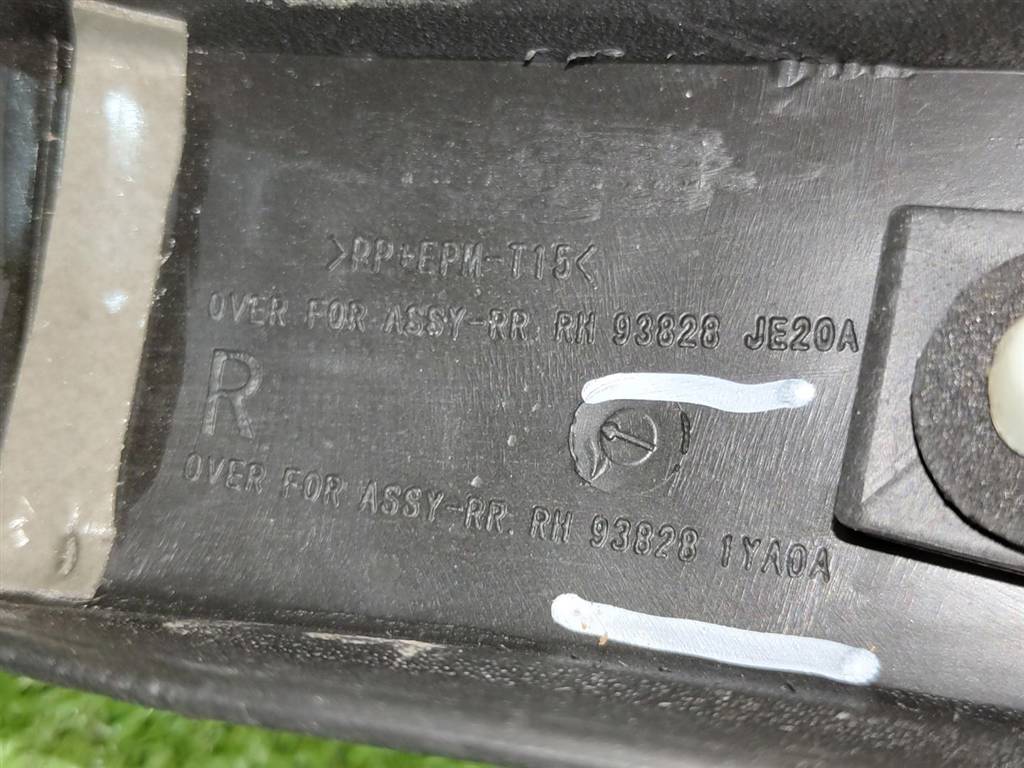 >PP+EPM-T15<
OVER FOR ASSY-RR. RH 93828 JE20A
R
OVER FOR ASSY-RR. RH 93828 1YA0A